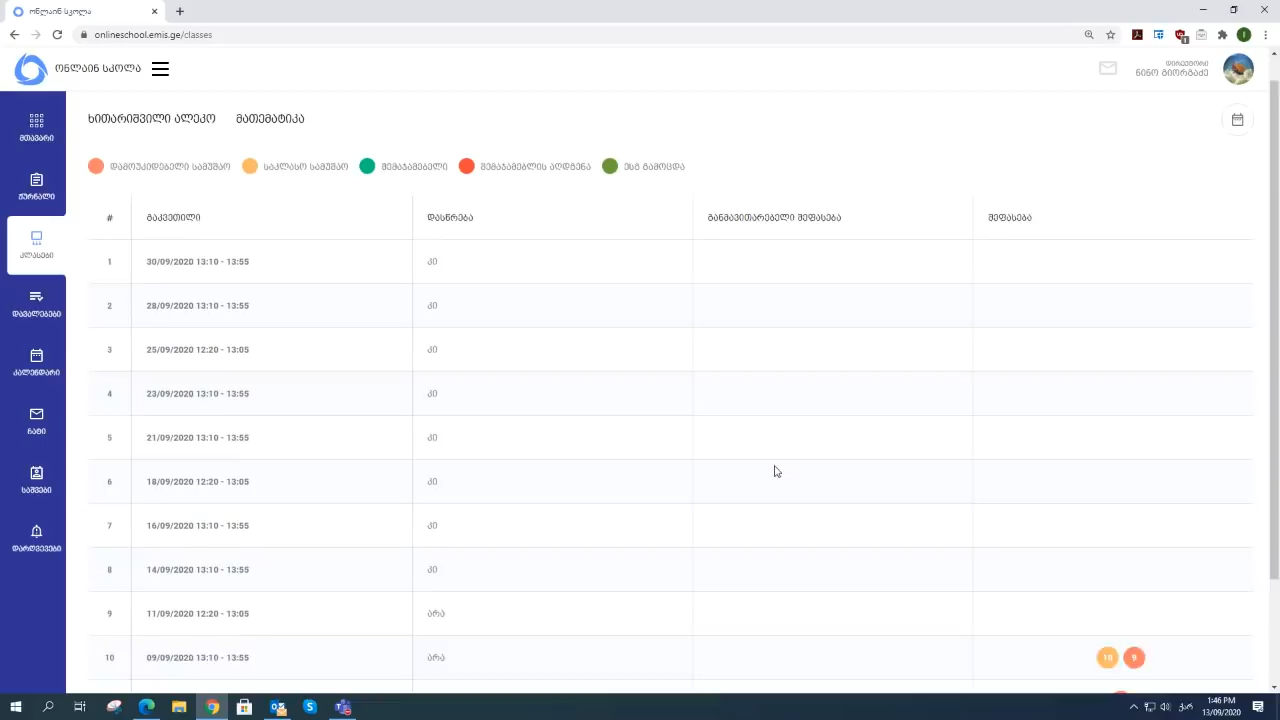 ონლაინ სკოლა
onlineschool.emis.ge/classes
ონლაინ სკოლა
დირექტორი
ნინო გიორგაძე
მთავარი
ჟურნალი
კლასები
დავალებები
კალენდარი
ჩატი
საშვები
დარღვევები
ხითარიშვილი ალეკო მათემატიკა
დამოუკიდებელი სამუშაო საკლასო სამუშაო შემაჯამებელი შემაჯამებლის აღდგენა ესგ გამოცდა
# გაკვეთილი დასწრება განმავითარებელი შეფასება შეფასება
1 30/09/2020 13:10 - 13:55 კი
2 28/09/2020 13:10 - 13:55 კი
3 25/09/2020 12:20 - 13:05 კი
4 23/09/2020 13:10 - 13:55 კი
5 21/09/2020 13:10 - 13:55 კი
6 18/09/2020 12:20 - 13:05 კი
7 16/09/2020 13:10 - 13:55 კი
8 14/09/2020 13:10 - 13:55 კი
9 11/09/2020 12:20 - 13:05 არა
10 09/09/2020 13:10 - 13:55 არა 10 9
ქარ 1:46 PM
13/09/2020